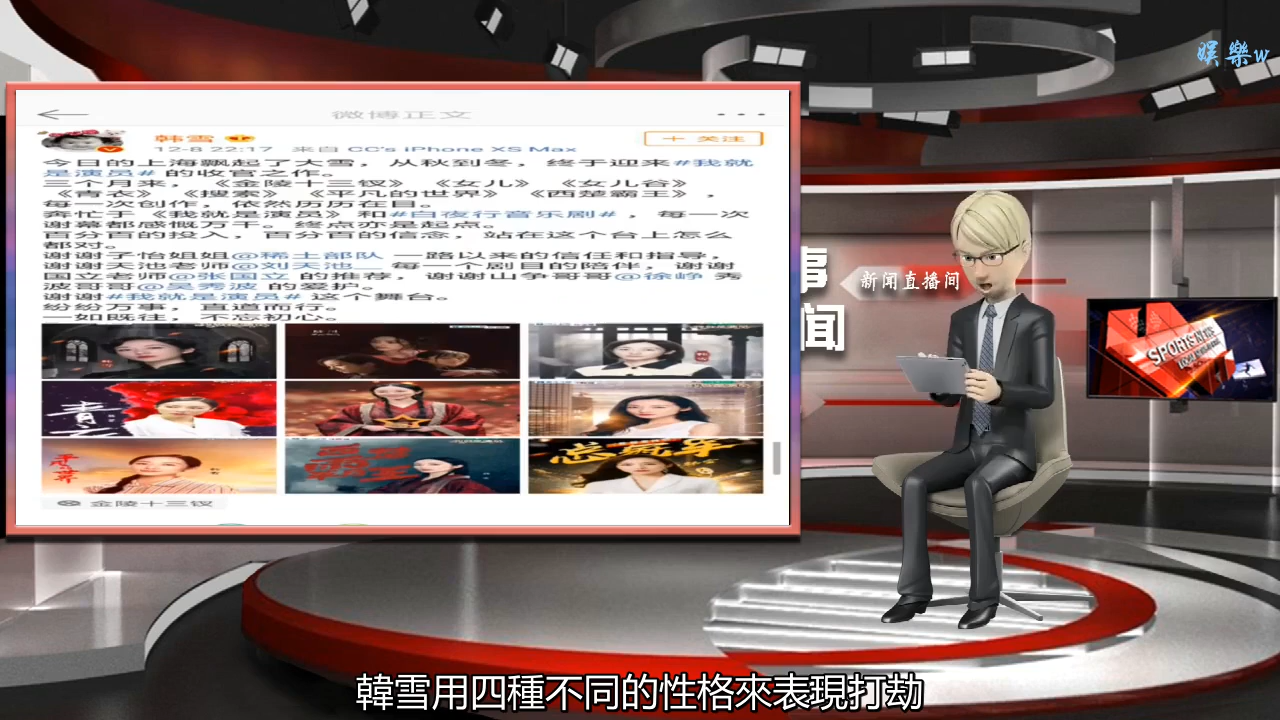 娱樂w
微博正文
韩雪
+ 关注
12-8 22:17 来自 CC's iPhone XS Max
今日的上海飘起了大雪，从秋到冬，终于迎来#我就
是演员# 的收官之作。
三个月来，《金陵十三钗》《女儿》《女儿谷》
《青衣》《搜索》《平凡的世界》《西楚霸王》，
每一次创作，依然历历在目。
奔忙于《我就是演员》和#白夜行音乐剧#，每一次
谢幕都感慨万千。终点亦是起点。
百分百的投入，百分百的信念，站在这个台上怎么
都对。
谢谢子怡姐姐@稀土部队 一路以来的信任和指导，
谢谢天池老师@刘天池__ 每一个剧目的陪伴，谢谢
国立老师@张国立 的推荐，谢谢山争哥哥@徐峥 秀
波哥哥@吴秀波 的爱护。
谢谢#我就是演员# 这个舞台。
纷纷万事，直道而行。
一如既往，不忘初心。
青衣
霸王
金陵十三钗
事
闻
新闻直播间
SPORTS
韓雪用四種不同的性格來表現打劫